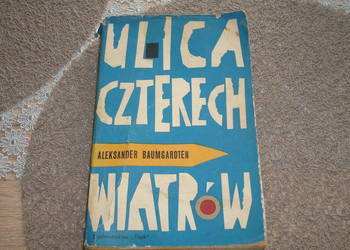 ULICA
CZTERECH
ALEKSANDER BAUMGARDTEN
WIATRÓW